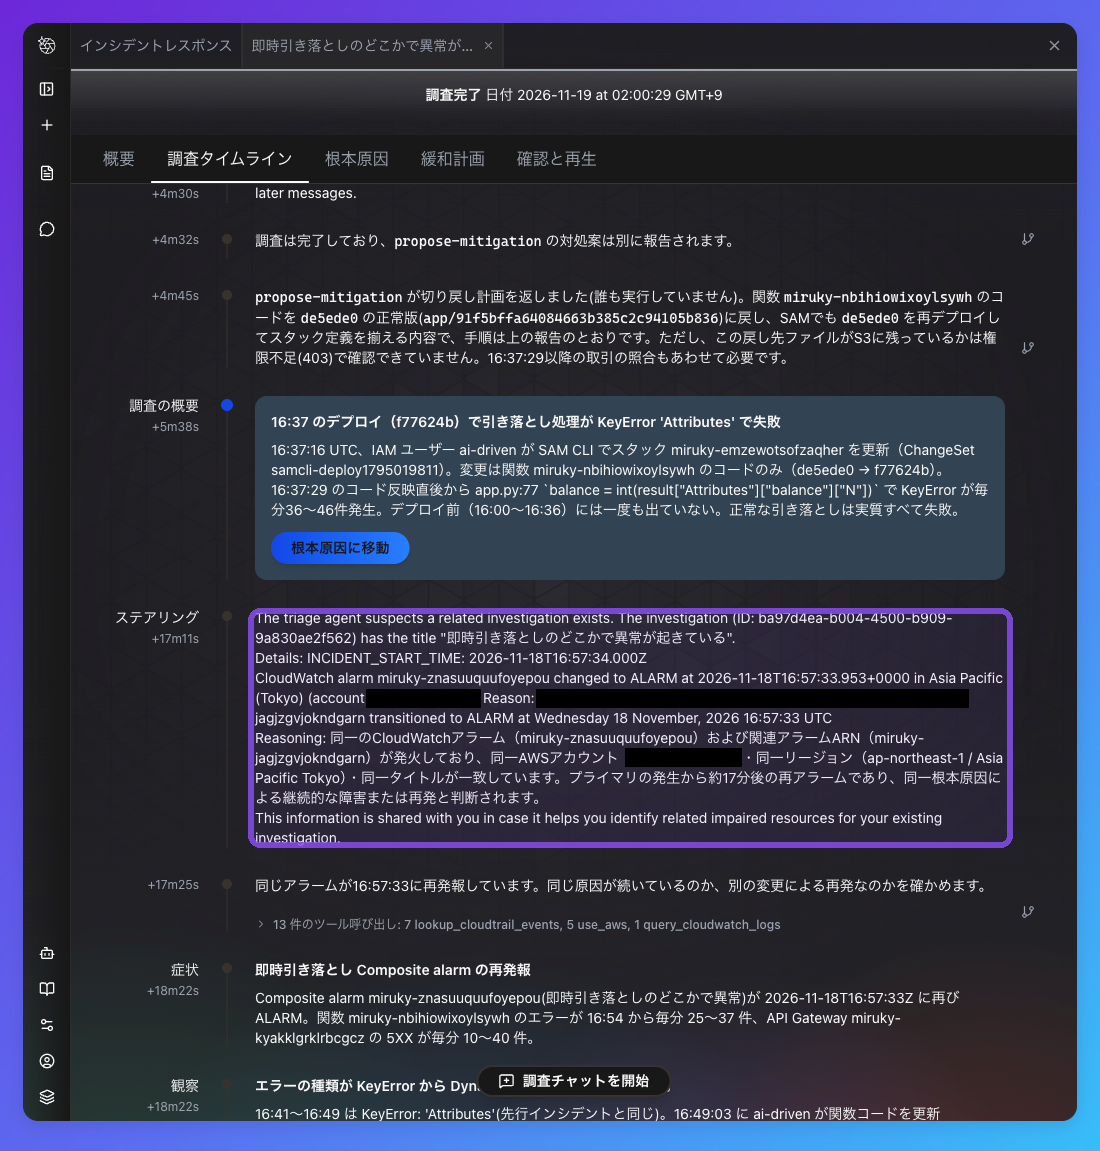 インシデントレスポンス
即時引き落としのどこかで異常が...
調査完了 日付 2026-11-19 at 02:00:29 GMT+9
概要
調査タイムライン
根本原因
緩和計画
確認と再生
+4m30s
later messages.
+4m32s
調査は完了しており、propose-mitigation の対処案は別に報告されます。
+4m45s
propose-mitigation が切り戻し計画を返しました(誰も実行していません)。関数 miruky-nbihiowixoylsywh のコ
ードを de5ede0 の正常版(app/91f5bffa64084663b385c2c94105b836)に戻し、SAMでも de5ede0 を再デプロイし
てスタック定義を揃える内容で、手順は上の報告のとおりです。ただし、この戻し先ファイルがS3に残っているかは権
限不足(403)で確認できていません。16:37:29以降の取引の照合もあわせて必要です。
調査の概要
+5m38s
16:37 のデプロイ（f77624b）で引き落とし処理が KeyError 'Attributes' で失敗
16:37:16 UTC、IAM ユーザー ai-driven が SAM CLI でスタック miruky-emzewotsofzaqher を更新（ChangeSet
samcli-deploy1795019811）。変更は関数 miruky-nbihiowixoylsywh のコードのみ（de5ede0 → f77624b）。
16:37:29 のコード反映直後から app.py:77 `balance = int(result["Attributes"]["balance"]["N"])` で KeyError が毎
分36〜46件発生。デプロイ前（16:00〜16:36）には一度も出ていない。正常な引き落としは実質すべて失敗。
根本原因に移動
ステアリング
+17m11s
The triage agent suspects a related investigation exists. The investigation (ID: ba97d4ea-b004-4500-b909-
9a830ae2f562) has the title "即時引き落としのどこかで異常が起きている".
Details: INCIDENT_START_TIME: 2026-11-18T16:57:34.000Z
CloudWatch alarm miruky-znasuuquufoyepou changed to ALARM at 2026-11-18T16:57:33.953+0000 in Asia Pacific
(Tokyo) (account Reason:
jagjzgvjokndgarn transitioned to ALARM at Wednesday 18 November, 2026 16:57:33 UTC
Reasoning: 同一のCloudWatchアラーム（miruky-znasuuquufoyepou）および関連アラームARN（miruky-
jagjzgvjokndgarn）が発火しており、同一AWSアカウント ・同一リージョン（ap-northeast-1 / Asia
Pacific Tokyo）・同一タイトルが一致しています。プライマリの発生から約17分後の再アラームであり、同一根本原因に
よる継続的な障害または再発と判断されます。
This information is shared with you in case it helps you identify related impaired resources for your existing
investigation.
+17m25s
同じアラームが16:57:33に再発報しています。同じ原因が続いているのか、別の変更による再発なのかを確かめます。
13 件のツール呼び出し: 7 lookup_cloudtrail_events, 5 use_aws, 1 query_cloudwatch_logs
症状
+18m22s
即時引き落とし Composite alarm の再発報
Composite alarm miruky-znasuuquufoyepou(即時引き落としのどこかで異常)が 2026-11-18T16:57:33Z に再び
ALARM。関数 miruky-nbihiowixoylsywh のエラーが 16:54 から毎分 25〜37 件、API Gateway miruky-
kyakklgrklrbcgcz の 5XX が毎分 10〜40 件。
観察
+18m22s
エラーの種類が KeyError から
調査チャットを開始
16:41〜16:49 は KeyError: 'Attributes'(先行インシデントと同じ)。16:49:03 に ai-driven が関数コードを更新